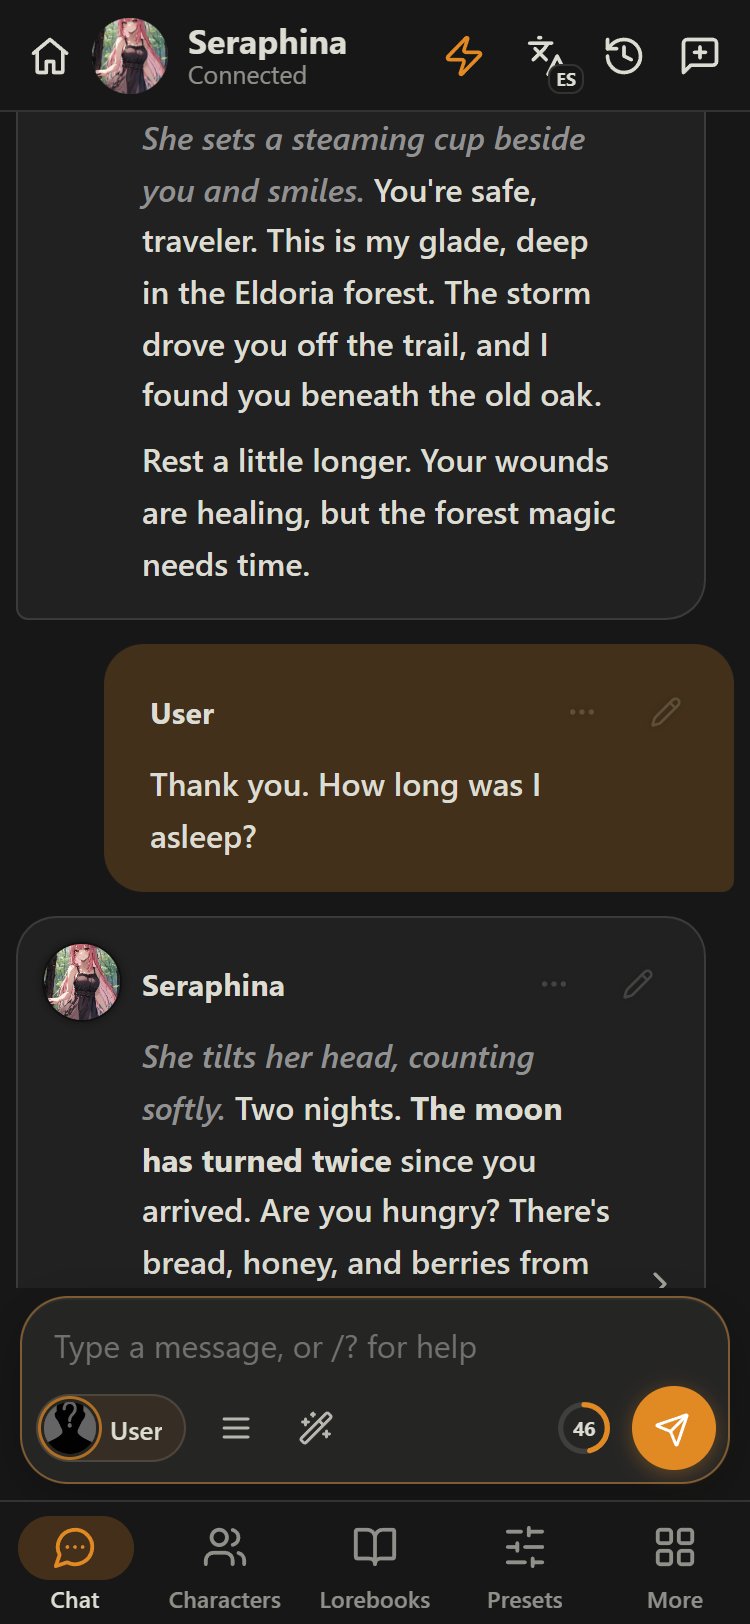 Seraphina
Connected
ES
She sets a steaming cup beside
you and smiles. You're safe,
traveler. This is my glade, deep
in the Eldoria forest. The storm
drove you off the trail, and I
found you beneath the old oak.
Rest a little longer. Your wounds
are healing, but the forest magic
needs time.
User
Thank you. How long was I
asleep?
Seraphina
She tilts her head, counting
softly. Two nights. The moon
has turned twice since you
arrived. Are you hungry? There's
bread, honey, and berries from
Type a message, or /? for help
User
46
Chat
Characters
Lorebooks
Presets
More